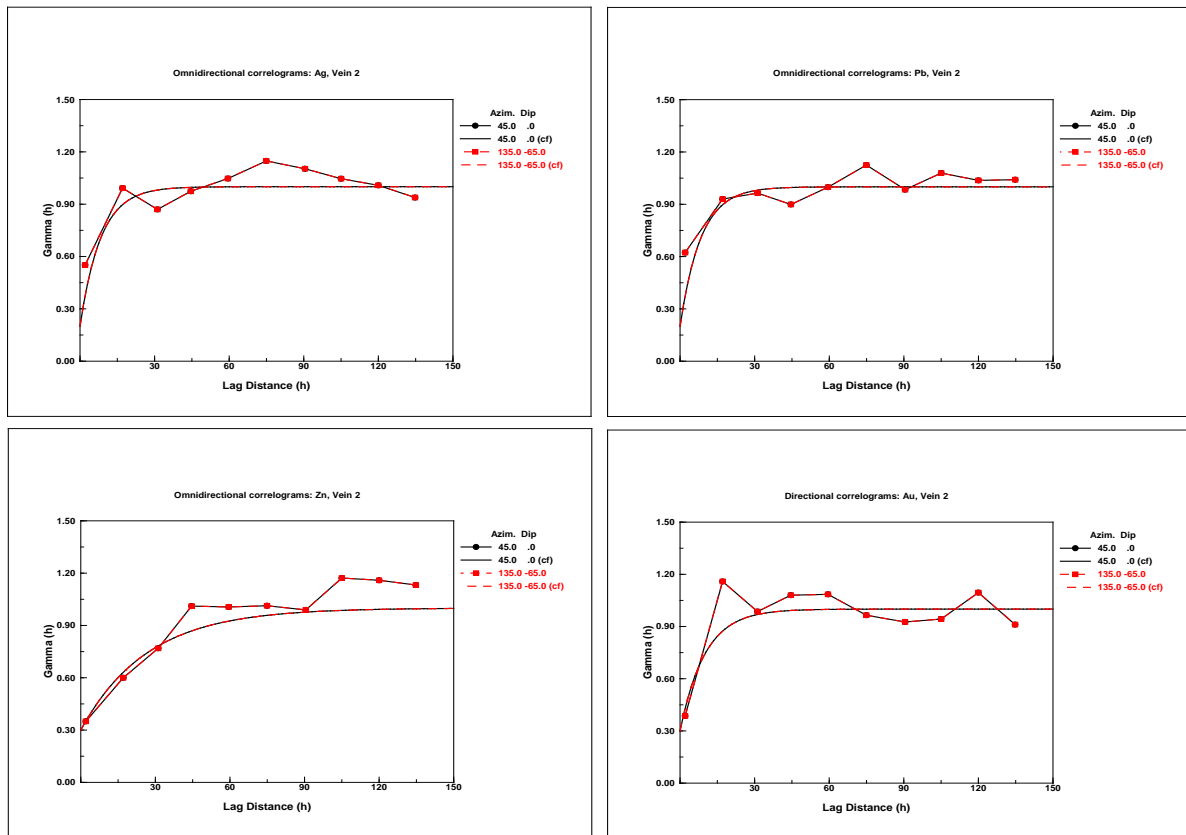 Omnidirectional correlograms: Ag, Vein 2
1.50
1.20
0.90
0.60
0.30
0.00
Gamma (h)
30 60 90 120 150
Lag Distance (h)
Azim. Dip
45.0 .0
45.0 .0 (cf)
135.0 -65.0
135.0 -65.0 (cf)
Omnidirectional correlograms: Pb, Vein 2
1.50
1.20
0.90
0.60
0.30
0.00
Gamma (h)
30 60 90 120 150
Lag Distance (h)
Azim. Dip
45.0 .0
45.0 .0 (cf)
135.0 -65.0
135.0 -65.0 (cf)
Omnidirectional correlograms: Zn, Vein 2
1.50
1.20
0.90
0.60
0.30
0.00
Gamma (h)
30 60 90 120 150
Lag Distance (h)
Azim. Dip
45.0 .0
45.0 .0 (cf)
135.0 -65.0
135.0 -65.0 (cf)
Directional correlograms: Au, Vein 2
1.50
1.20
0.90
0.60
0.30
0.00
Gamma (h)
30 60 90 120 150
Lag Distance (h)
Azim. Dip
45.0 .0
45.0 .0 (cf)
135.0 -65.0
135.0 -65.0 (cf)